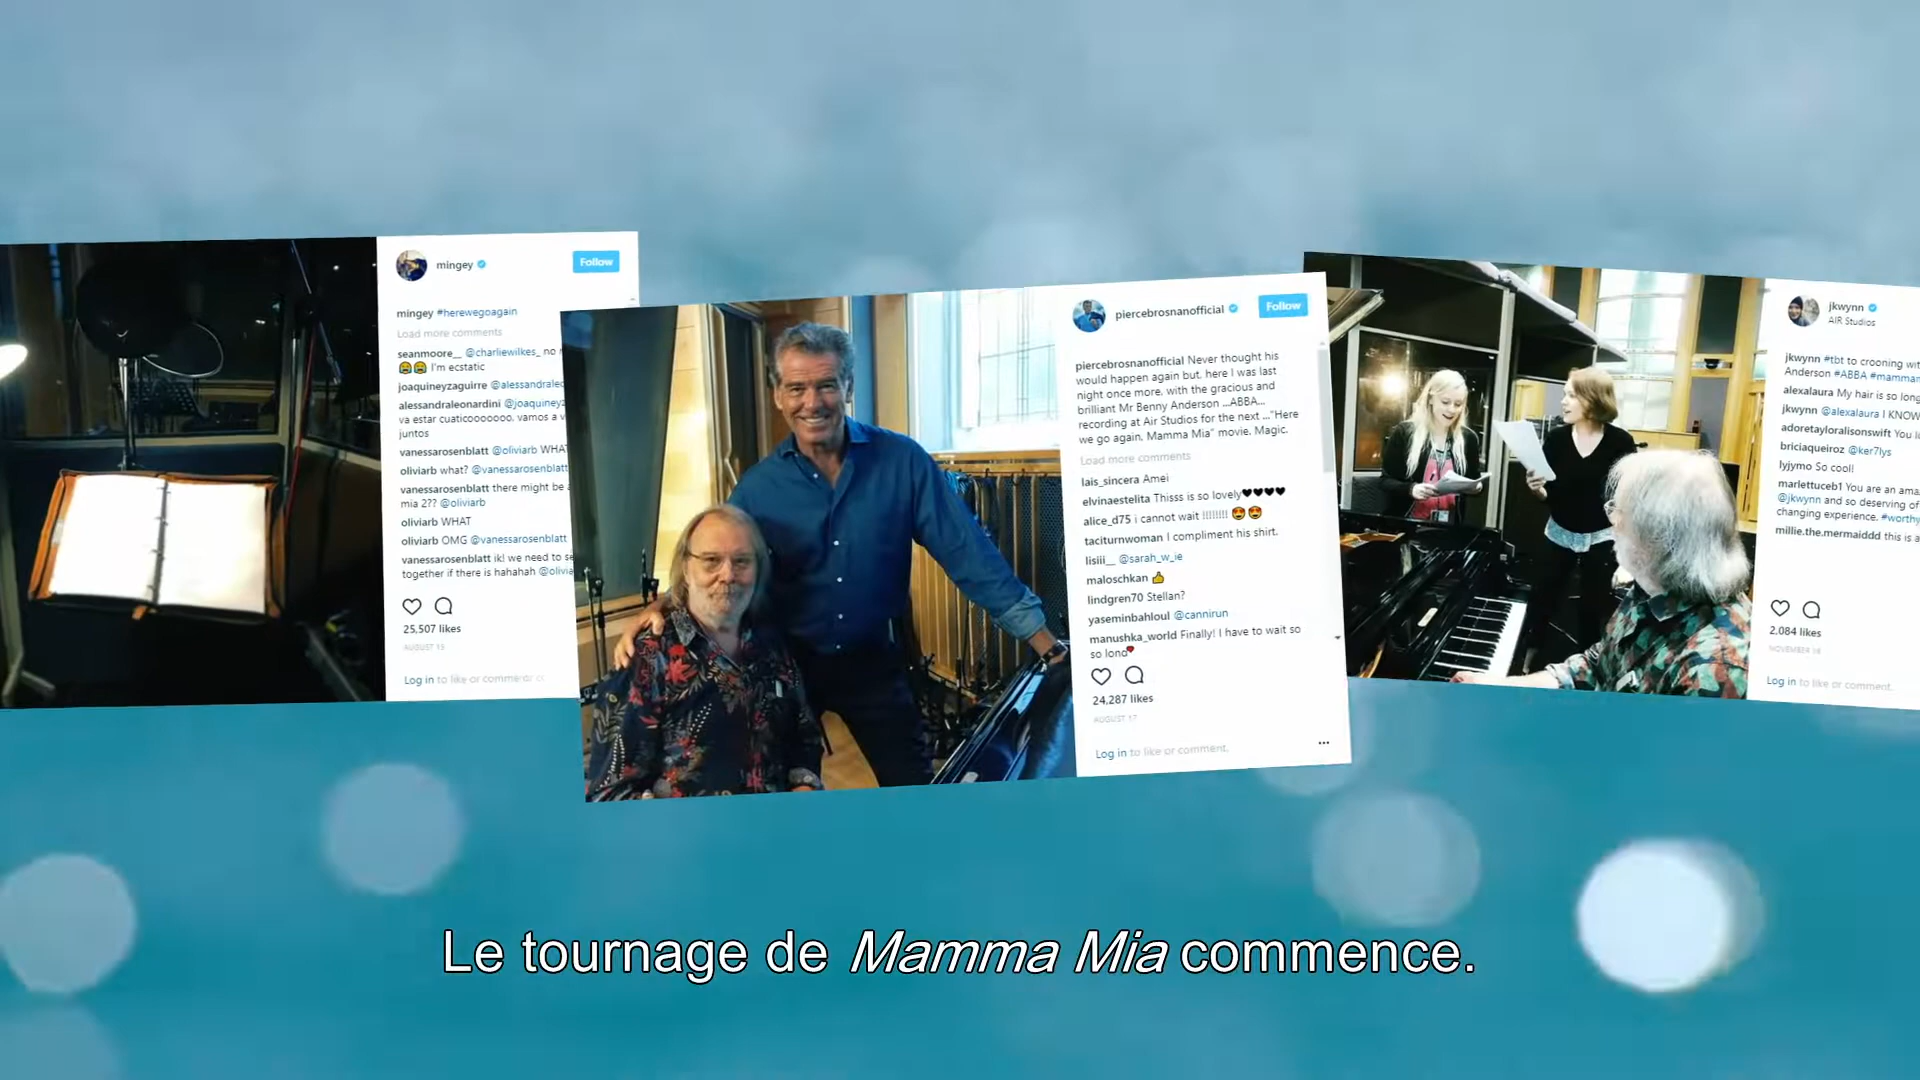 mingey
Follow
mingey #herewegoagain
Load more comments
seanmoore__ @charliewilkes_ no
I'm ecstatic
joaquineyzaguirre
alessandraleonardini
va estar cuaticooooooo, vamos a
juntos
vanessarosenblatt @oliviarb WHAT
oliviarb what? @vanessarosenblatt
vanessarosenblatt there might be
mia 2?? @oliviarb
oliviarb WHAT
oliviarb OMG @vanessarosenblatt
vanessarosenblatt ik! we need to
together if there is hahahah
25,507 likes
Log in to like or comment
piercebrosnanofficial
Follow
piercebrosnanofficial Never thought his
would happen again but, here I was last
night once more, with the gracious and
brilliant Mr Benny Anderson ...ABBA...
recording at Air Studios for the next ..."Here
we go again, Mamma Mia" movie. Magic.
Load more comments
lais_sincera Amei
elvinaestelita Thisss is so lovely♥♥♥♥
alice_d75 i cannot wait !!!!!!!! 😍😍
taciturnwoman I compliment his shirt.
lisiii__ @sarah_w_ie
maloschkan 👍
lindgren70 Stellan?
yaseminbahloul @cannirun
manushka_world Finally! I have to wait so
so long
24,287 likes
AUGUST 17
Log in to like or comment.
jkwynn
AIR Studios
jkwynn #tbt to crooning
Anderson #ABBA
alexalaura My hair is so
jkwynn @alexalaura I KNOW
adoretayloralisonswift You
briciaqueiroz @ker7lys
lyjymo So cool!
marlettuceb1 You are an
@jkwynn and so deserving of
changing experience. #worthy
millie.the.mermaiddd this is
2,084 likes
Log in to like or comment.
Le tournage de Mamma Mia commence.